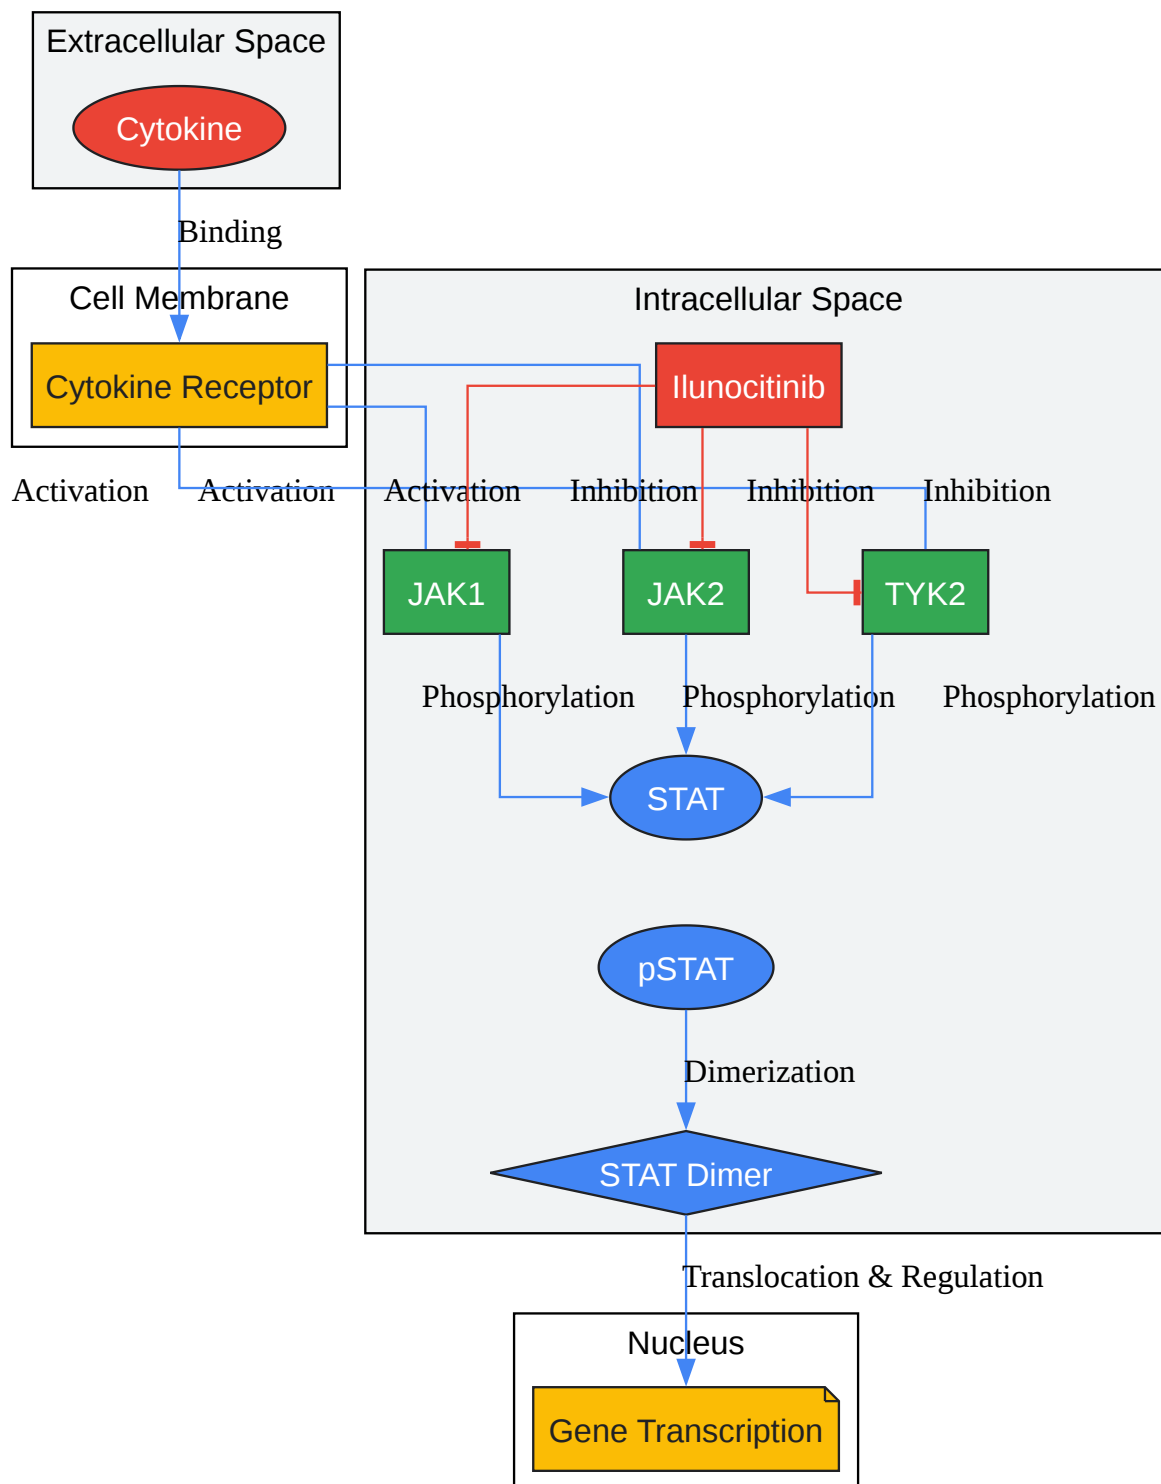 Extracellular Space
Cytokine
Binding
Cell Membrane
Intracellular Space
Cytokine Receptor
Ilunocitinib
Activation
Activation
Activation
Inhibition
Inhibition
Inhibition
JAK1
JAK2
TYK2
Phosphorylation
Phosphorylation
Phosphorylation
STAT
pSTAT
Dimerization
STAT Dimer
Translocation & Regulation
Nucleus
Gene Transcription